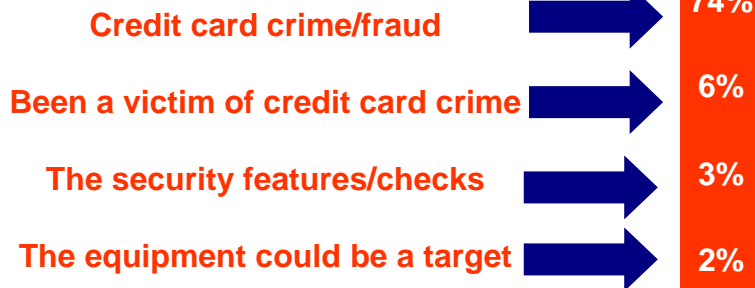 Credit card crime/fraud 74%
Been a victim of credit card crime 6%
The security features/checks 3%
The equipment could be a target 2%